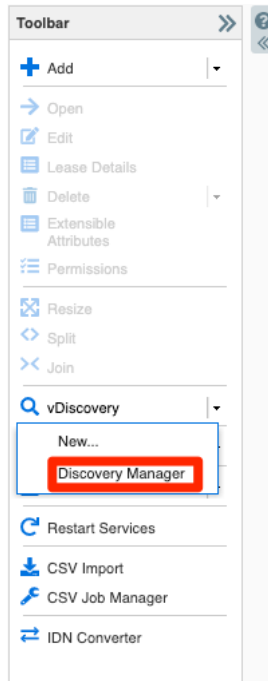 Toolbar
Add
Open
Edit
Lease Details
Delete
Extensible
Attributes
Permissions
Resize
Split
Join
vDiscovery
New...
Discovery Manager
Restart Services
CSV Import
CSV Job Manager
IDN Converter